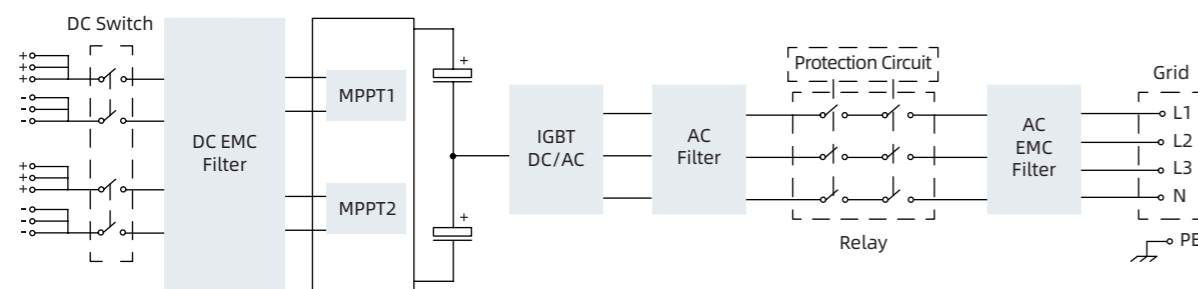 DC Switch
+
+
+
-
-
-
+
+
+
-
-
-
DC EMC
Filter
MPPT1
MPPT2
+
+
IGBT
DC/AC
AC
Filter
Protection Circuit
Relay
AC
EMC
Filter
Grid
L1
L2
L3
N
PE